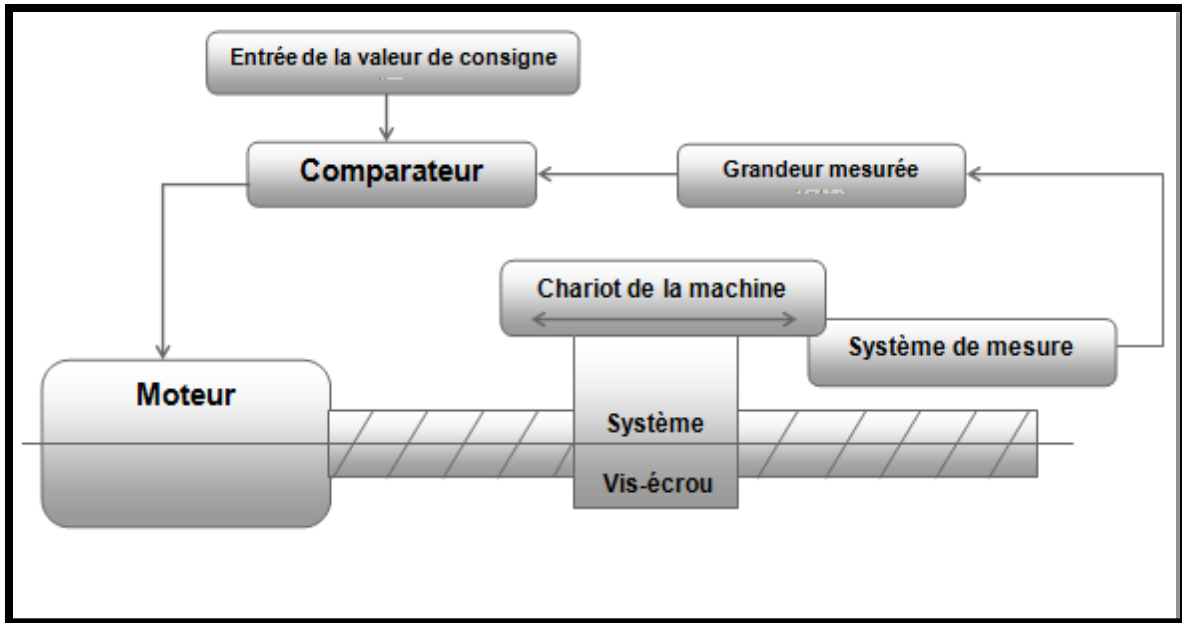 Entrée de la valeur de consigne
Comparateur
Grandeur mesurée
Chariot de la machine
Système de mesure
Moteur
Système
Vis-écrou